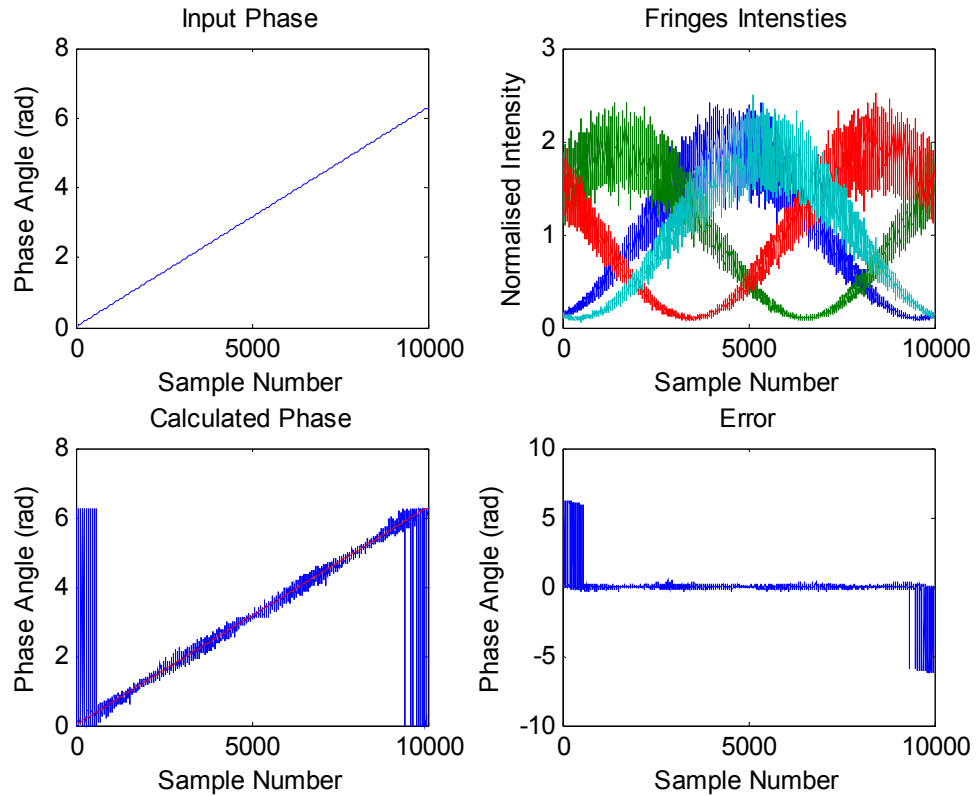 Input Phase
8
6
4
2
0
Phase Angle (rad)
0 5000 10000
Sample Number
Fringes Intensties
3
2
1
0
Normalised Intensity
0 5000 10000
Sample Number
Calculated Phase
8
6
4
2
0
Phase Angle (rad)
0 5000 10000
Sample Number
Error
10
5
0
-5
-10
Phase Angle (rad)
0 5000 10000
Sample Number